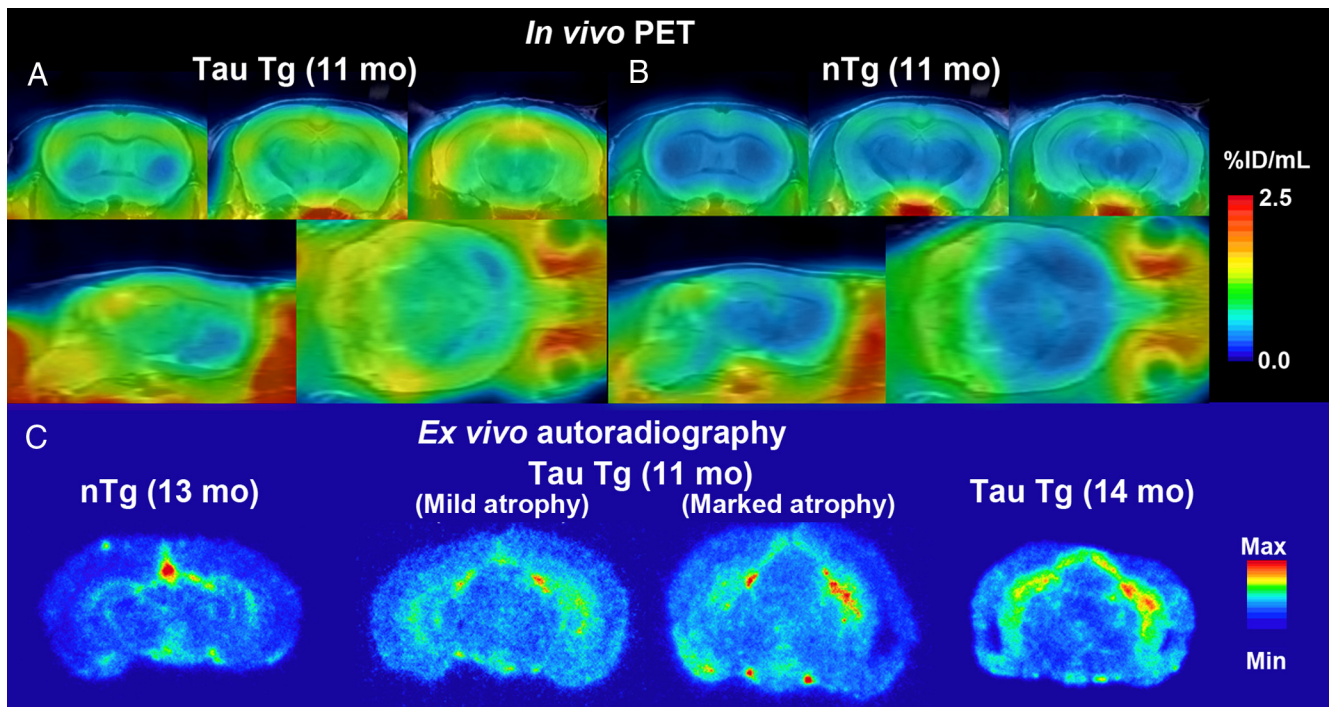 In vivo PET
A
Tau Tg (11 mo)
B
nTg (11 mo)
%ID/mL
2.5
0.0
C
Ex vivo autoradiography
nTg (13 mo)
Tau Tg (11 mo)
(Mild atrophy)
(Marked atrophy)
Tau Tg (14 mo)
Max
Min